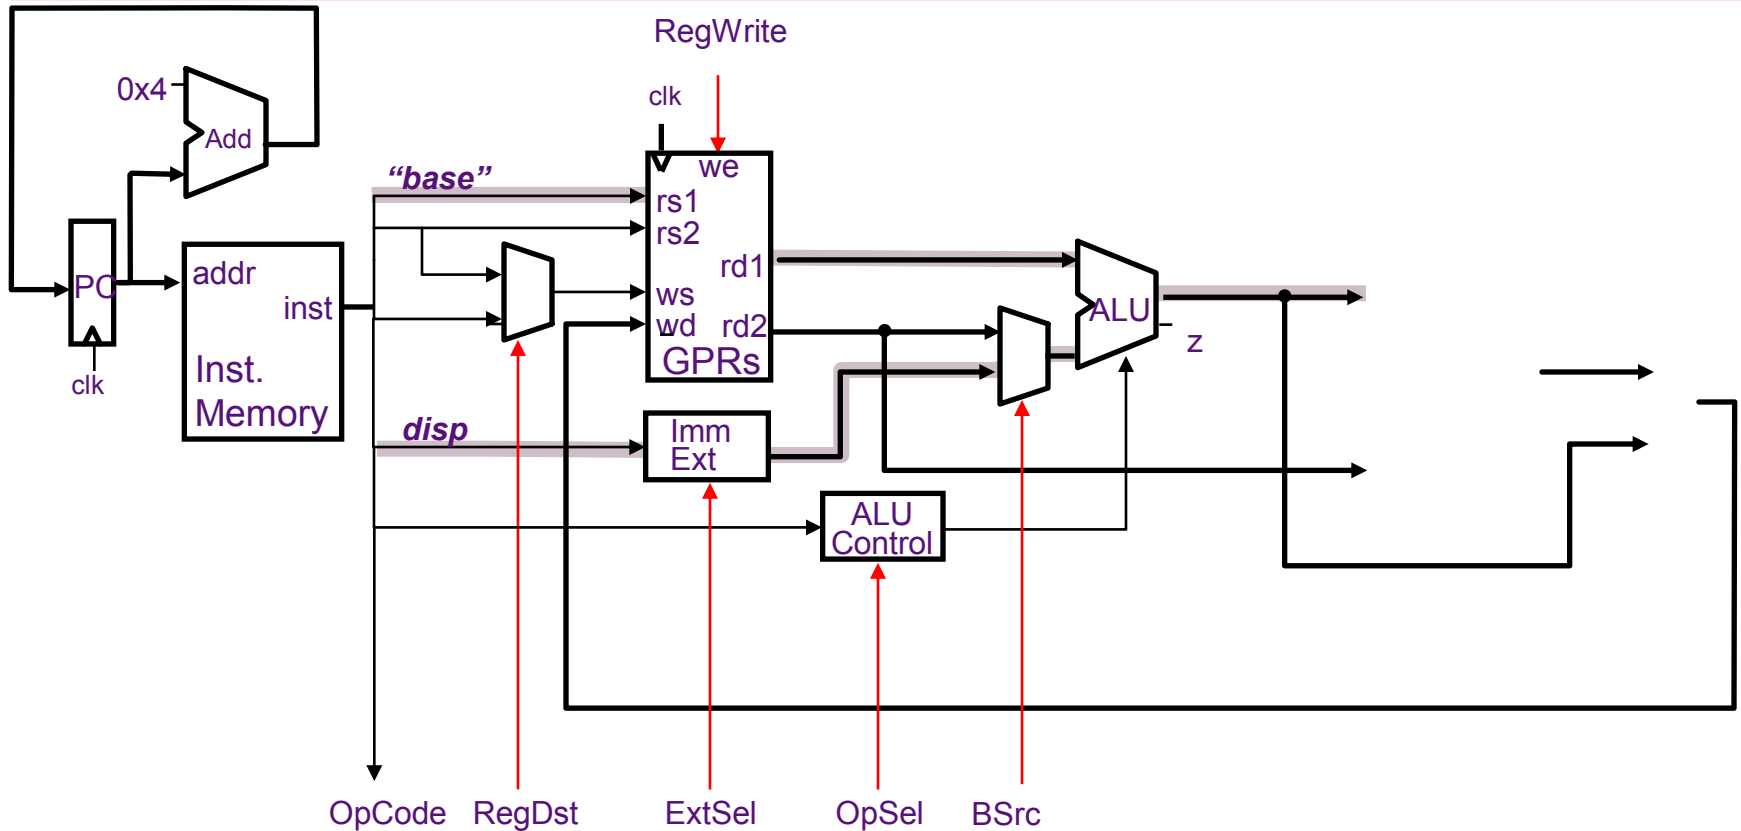 RegWrite
0x4
clk
Add
“base”
we
rs1
rs2
PC
addr
rd1
inst
ws
ALU
wd
rd2
z
GPRs
Inst.
Memory
clk
disp
Imm
Ext
ALU
Control
OpCode
RegDst
ExtSel
OpSel
BSrc